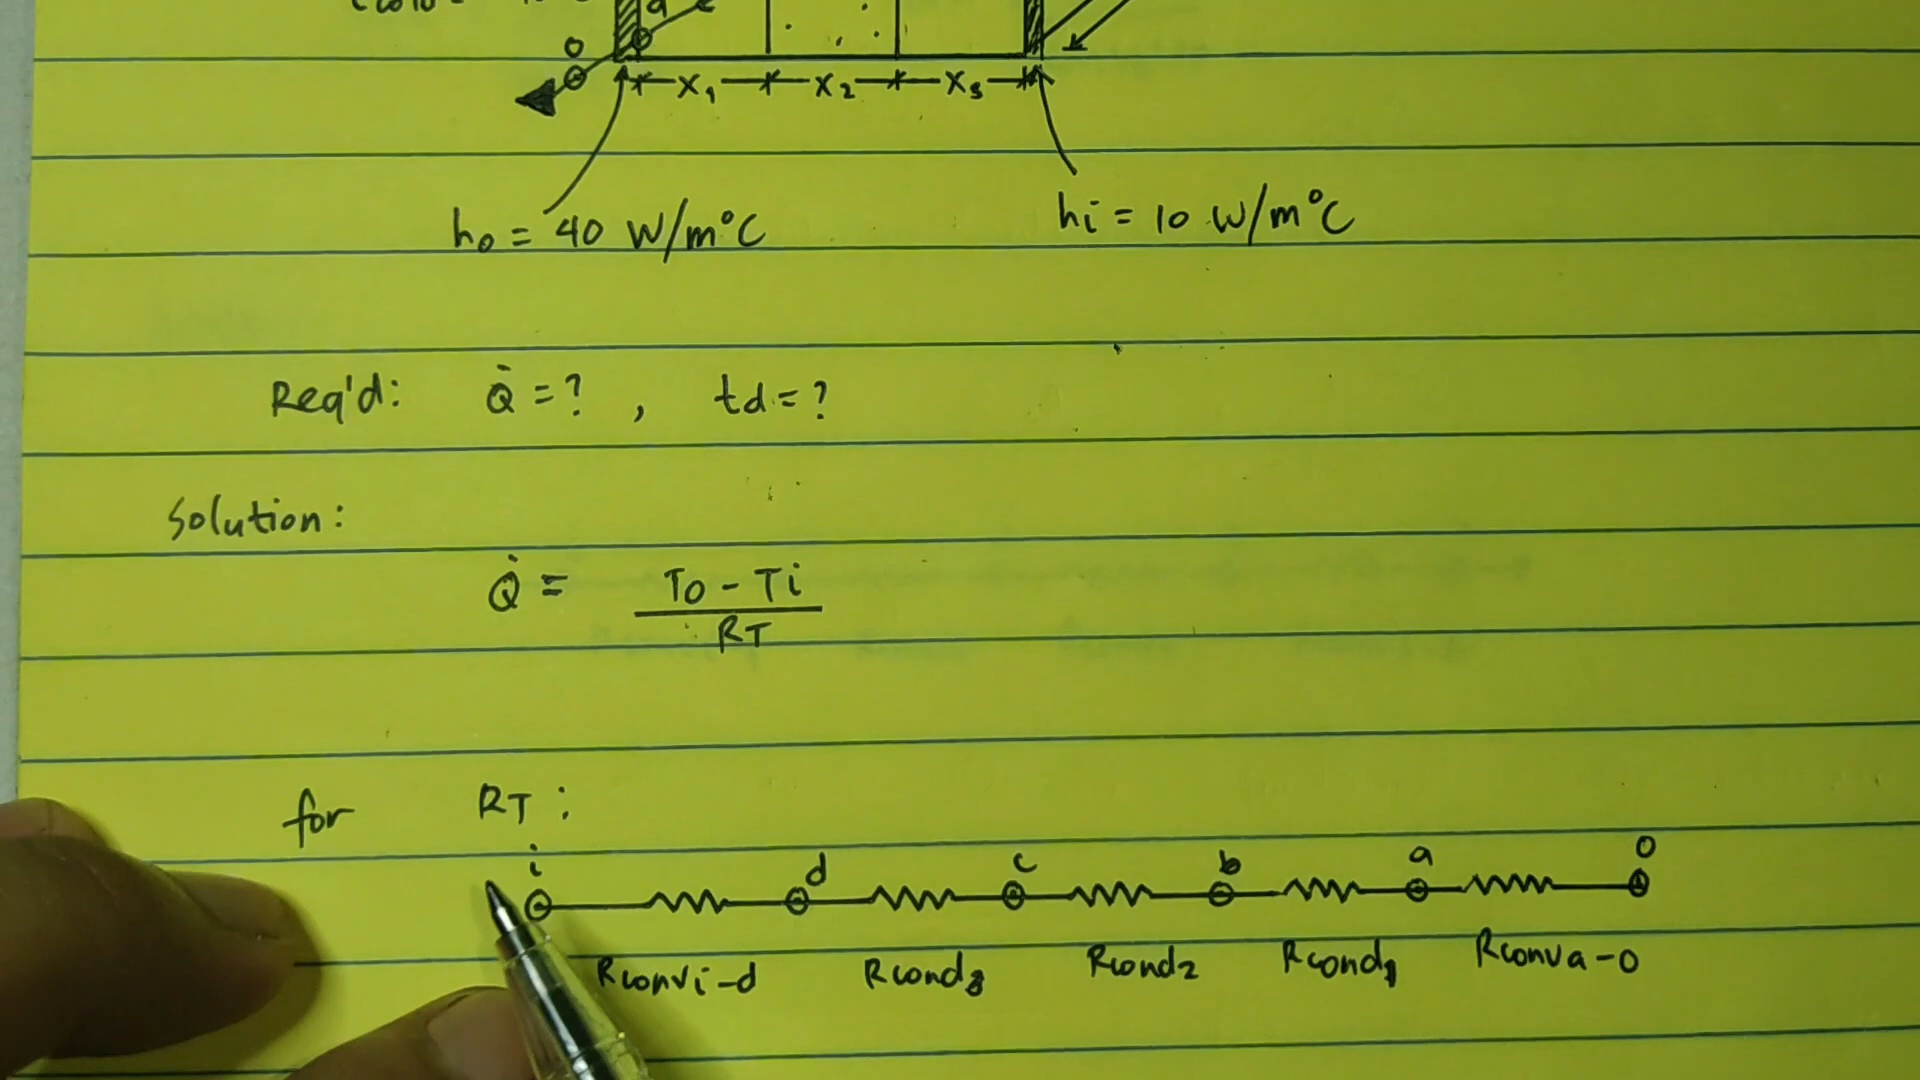 a
o
x1 x2 x3
ho = 40 W/m°C hi = 10 W/m°C
Req'd: Q̇ = ? , td = ?
Solution:
Q̇ = To - Ti
RT
for RT :
i d c b a o
Rconvi-d Rcond3 Rcond2 Rcond1 Rconva-o